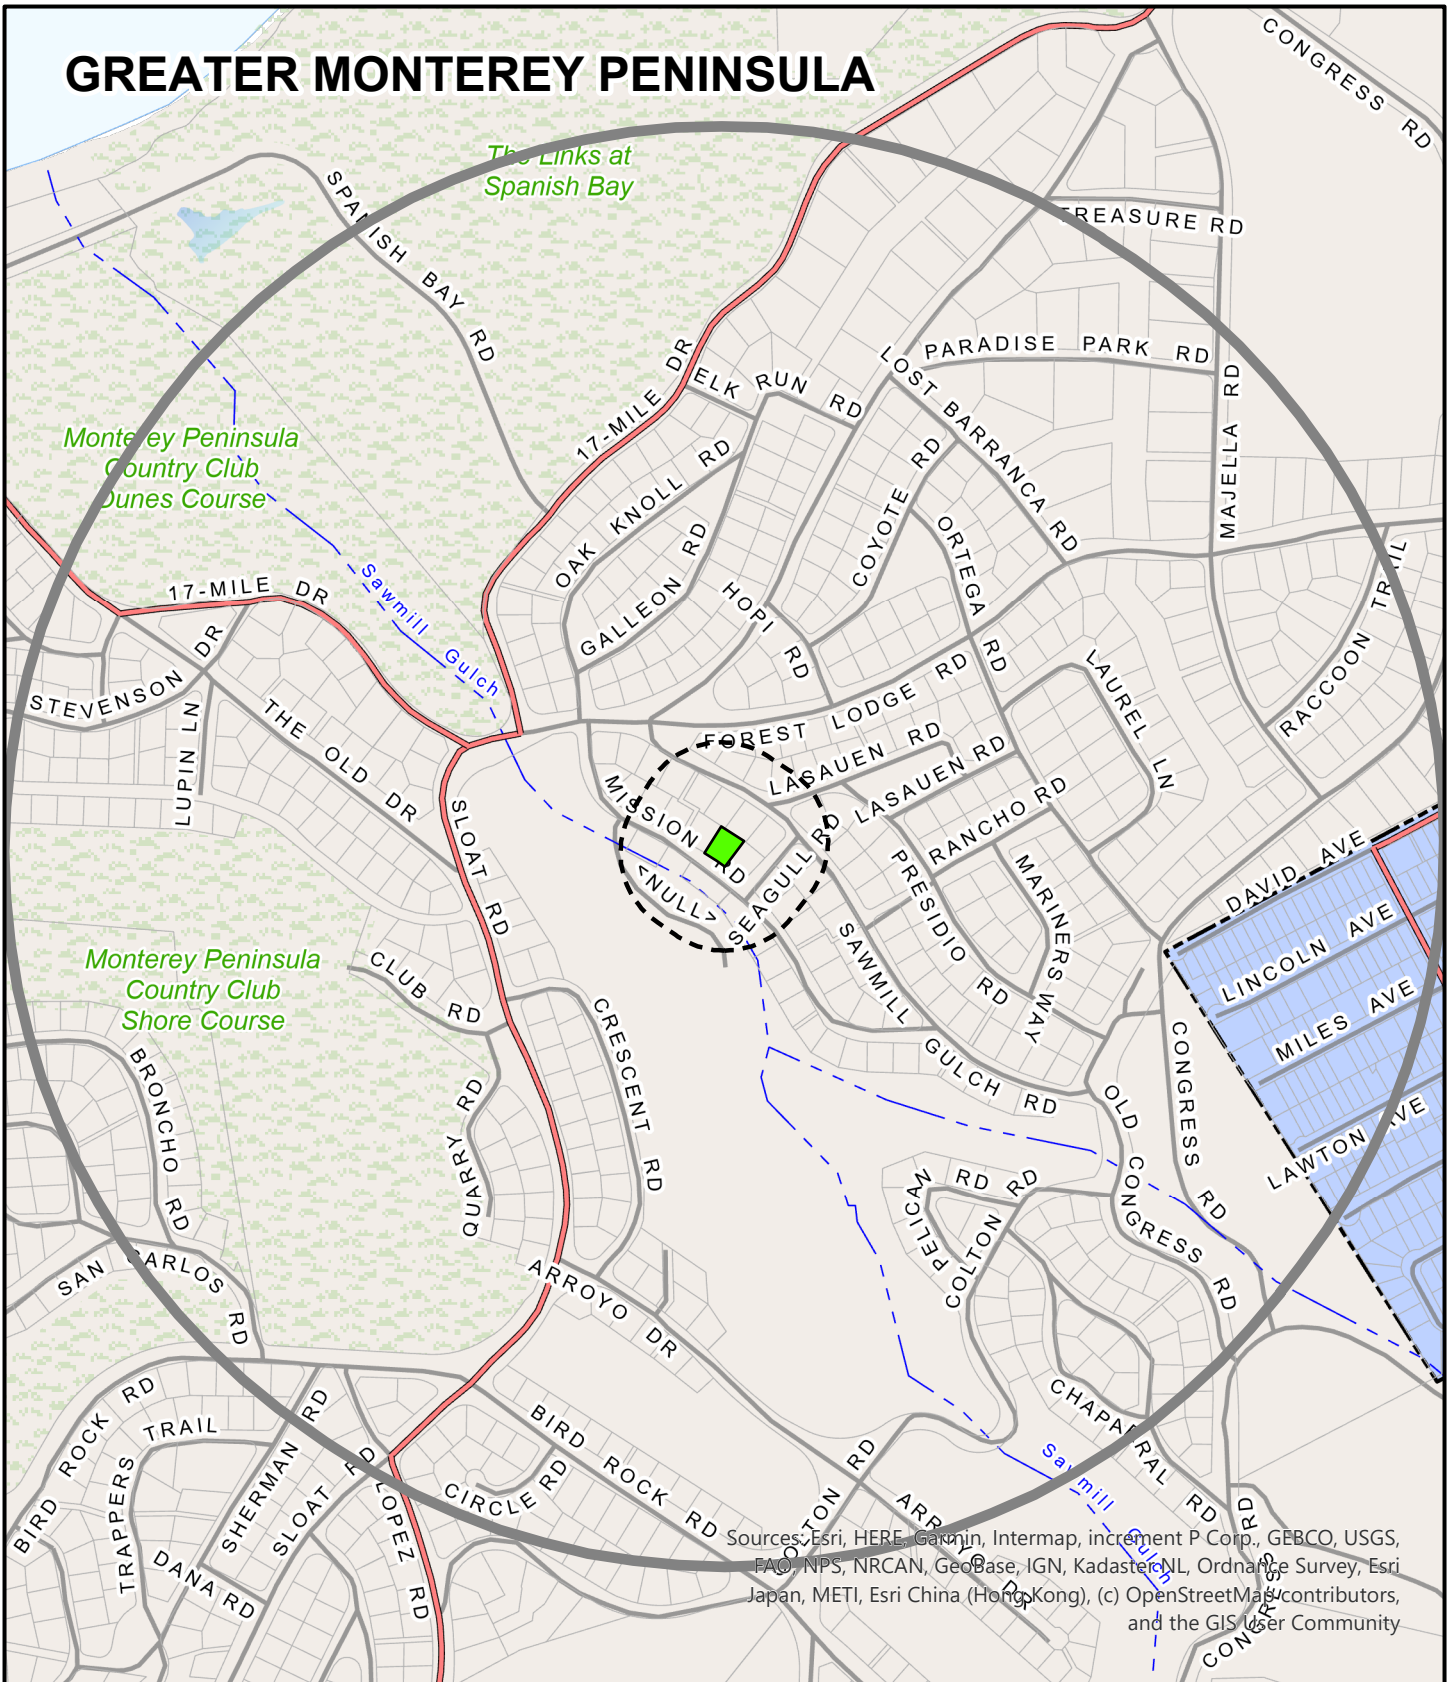 GREATER MONTEREY PENINSULA
CONGRESS RD
The Links at
Spanish Bay
SPANISH BAY RD
TREASURE RD
PARADISE PARK RD
LOST BARRANCA RD
MAJELLA RD
17-MILE DR
ELK RUN RD
Monterey Peninsula
Country Club
Dunes Course
OAK KNOLL RD
GALLEON RD
HOPI RD
COYOTE RD
ORTEGA RD
RACCOON TRAIL
Sawmill Gulch
17-MILE DR
STEVENSON DR
LUPIN LN
THE OLD DR
FOREST LODGE RD
LASAUEN RD
LASAUEN RD
LAUREL LN
RANCHO RD
MISSION RD
<NULL>
SEAGULL RD
SLOAT RD
PRESIDIO RD
MARINERS WAY
DAVID AVE
LINCOLN AVE
MILES AVE
LAWTON AVE
Monterey Peninsula
Country Club
Shore Course
CLUB RD
CRESCENT RD
SAWMILL GULCH RD
CONGRESS RD
OLD CONGRESS RD
BRONCHO RD
QUARRY RD
PELICAN RD
COLTON RD
SAN CARLOS RD
ARROYO DR
CHAPARRAL RD
BIRD ROCK RD
TRAPPERS TRAIL
SHERMAN RD
SLOAT RD
DANA RD
LOPEZ RD
CIRCLE RD
BIRD ROCK RD
COLTON RD
ARROYO DR
Sawmill Gulch
CONGRESS RD
Sources: Esri, HERE, Garmin, Intermap, increment P Corp., GEBCO, USGS,
FAO, NPS, NRCAN, GeoBase, IGN, Kadaster NL, Ordnance Survey, Esri
Japan, METI, Esri China (Hong Kong), (c) OpenStreetMap contributors,
and the GIS User Community